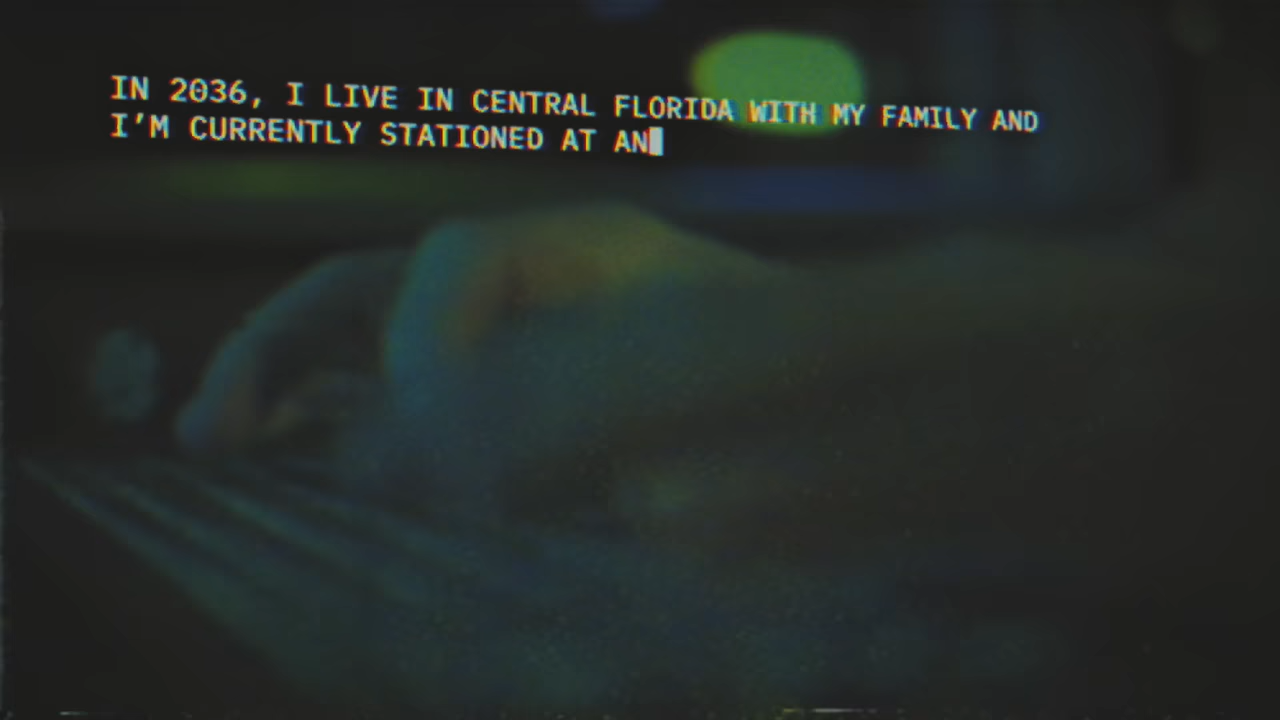 IN 2036, I LIVE IN CENTRAL FLORIDA WITH MY FAMILY AND
I’M CURRENTLY STATIONED AT AN